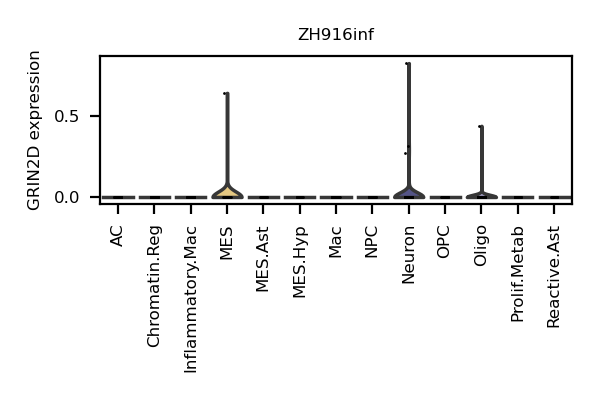 ZH916inf
GRIN2D expression
0.5
0.0
AC
Chromatin.Reg
Inflammatory.Mac
MES
MES.Ast
MES.Hyp
Mac
NPC
Neuron
OPC
Oligo
Prolif.Metab
Reactive.Ast